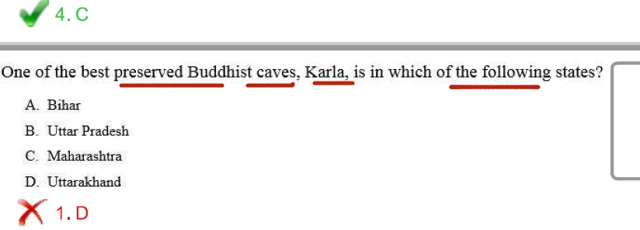 4. C
One of the best preserved Buddhist caves, Karla, is in which of the following states?
A. Bihar
B. Uttar Pradesh
C. Maharashtra
D. Uttarakhand
1. D